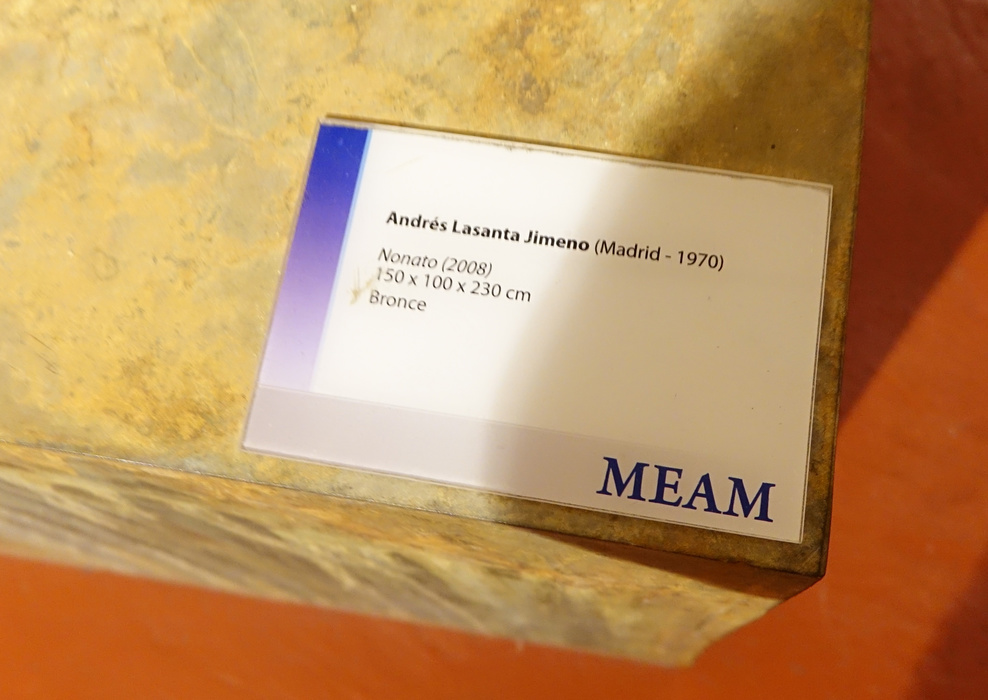 Andrés Lasanta Jimeno (Madrid - 1970)
Nonato (2008)
150 x 100 x 230 cm
Bronce
MEAM